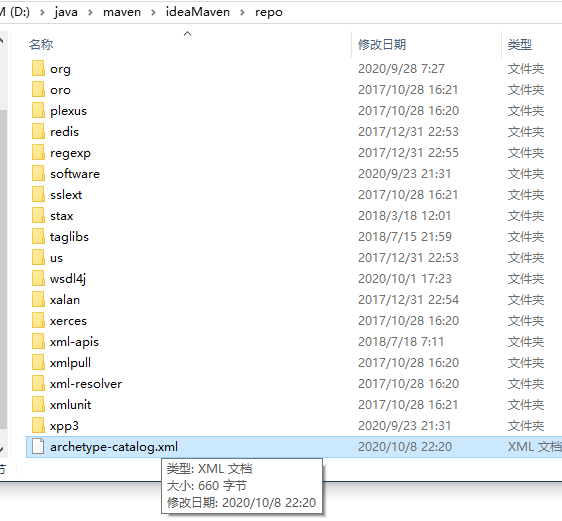 M (D:) > java > maven > ideaMaven > repo
名称 修改日期 类型
org 2020/9/28 7:27 文件夹
oro 2017/10/28 16:21 文件夹
plexus 2017/10/28 16:20 文件夹
redis 2017/12/31 22:53 文件夹
regexp 2017/12/31 22:55 文件夹
software 2020/9/23 21:31 文件夹
sslext 2017/10/28 16:21 文件夹
stax 2018/3/18 12:01 文件夹
taglibs 2018/7/15 21:59 文件夹
us 2017/12/31 22:53 文件夹
wsdl4j 2020/10/1 17:23 文件夹
xalan 2017/12/31 22:54 文件夹
xerces 2017/10/28 16:20 文件夹
xml-apis 2018/7/18 7:11 文件夹
xmlpull 2017/10/28 16:20 文件夹
xml-resolver 2017/10/28 16:20 文件夹
xmlunit 2017/10/28 16:21 文件夹
xpp3 2020/9/23 21:31 文件夹
archetype-catalog.xml 2020/10/8 22:20 XML 文档
节
类型: XML 文档
大小: 660 字节
修改日期: 2020/10/8 22:20